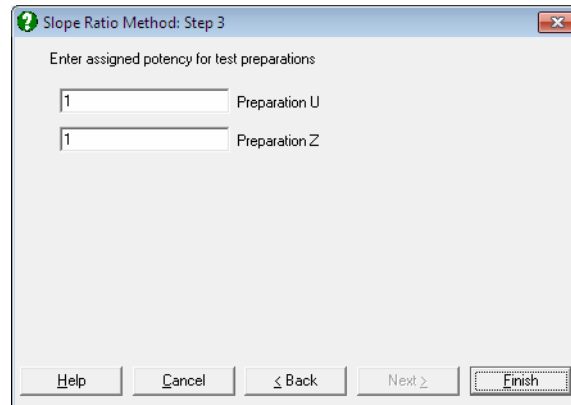 Slope Ratio Method: Step 3
Enter assigned potency for test preparations
1 Preparation U
1 Preparation Z
Help Cancel < Back Next > Finish